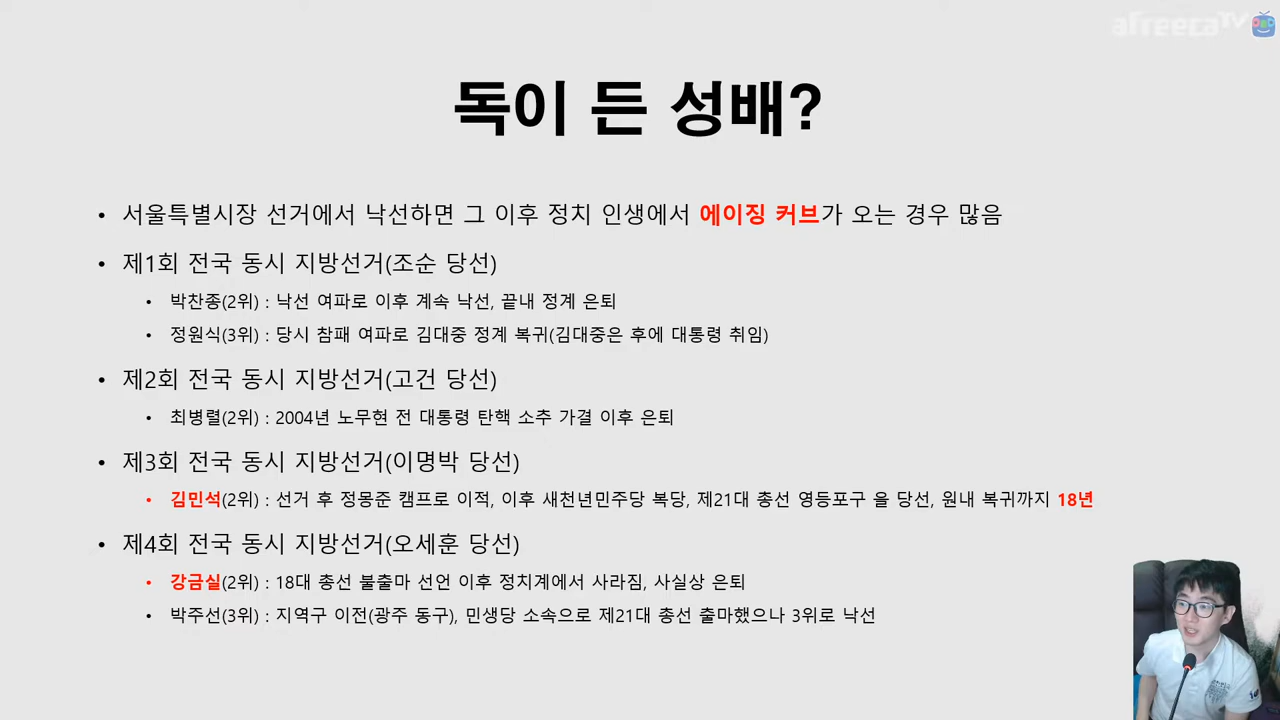 afreecaTV
독이 든 성배?
• 서울특별시장 선거에서 낙선하면 그 이후 정치 인생에서 에이징 커브가 오는 경우 많음
• 제1회 전국 동시 지방선거(조순 당선)
• 박찬종(2위) : 낙선 여파로 이후 계속 낙선, 끝내 정계 은퇴
• 정원식(3위) : 당시 참패 여파로 김대중 정계 복귀(김대중은 후에 대통령 취임)
• 제2회 전국 동시 지방선거(고건 당선)
• 최병렬(2위) : 2004년 노무현 전 대통령 탄핵 소추 가결 이후 은퇴
• 제3회 전국 동시 지방선거(이명박 당선)
• 김민석(2위) : 선거 후 정몽준 캠프로 이적, 이후 새천년민주당 복당, 제21대 총선 영등포구 을 당선, 원내 복귀까지 18년
• 제4회 전국 동시 지방선거(오세훈 당선)
• 강금실(2위) : 18대 총선 불출마 선언 이후 정치계에서 사라짐, 사실상 은퇴
• 박주선(3위) : 지역구 이전(광주 동구), 민생당 소속으로 제21대 총선 출마했으나 3위로 낙선